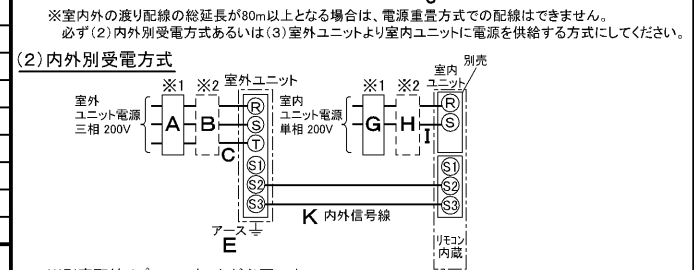 ※室内外の渡り配線の総延長が80m以上となる場合は、電源重畳方式での配線はできません。
必ず(2)内外別受電方式あるいは(3)室外ユニットより室内ユニットに電源を供給する方式にしてください。
(2)内外別受電方式
別売
※1 ※2 室外ユニット
※1 ※2 室内ユニット
室外
ユニット電源
三相 200V
A B C
R
S
T
S1
S2
S3
室内
ユニット電源
単相 200V
G H I
R
S
S1
S2
S3
K 内外信号線
アース
E
リモコン
内蔵